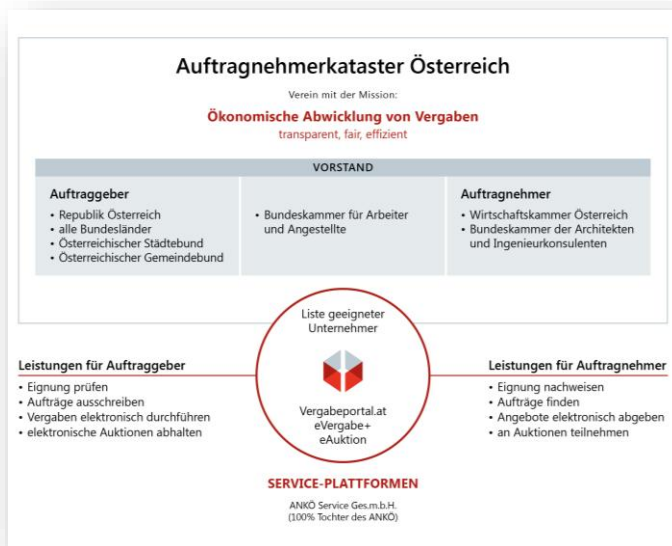 Auftragnehmerkataster Österreich
Verein mit der Mission:
Ökonomische Abwicklung von Vergaben
transparent, fair, effizient
VORSTAND
Auftraggeber
• Republik Österreich
• alle Bundesländer
• Österreichischer Städtebund
• Österreichischer Gemeindebund
• Bundeskammer für Arbeiter
und Angestellte
Auftragnehmer
• Wirtschaftskammer Österreich
• Bundeskammer der Architekten
und Ingenieurkonsulenten
Liste geeigneter
Unternehmer
Vergabeportal.at
eVergabe+
eAuktion
Leistungen für Auftraggeber
• Eignung prüfen
• Aufträge ausschreiben
• Vergaben elektronisch durchführen
• elektronische Auktionen abhalten
Leistungen für Auftragnehmer
• Eignung nachweisen
• Aufträge finden
• Angebote elektronisch abgeben
• an Auktionen teilnehmen
SERVICE-PLATTFORMEN
ANKÖ Service Ges.m.b.H.
(100% Tochter des ANKÖ)